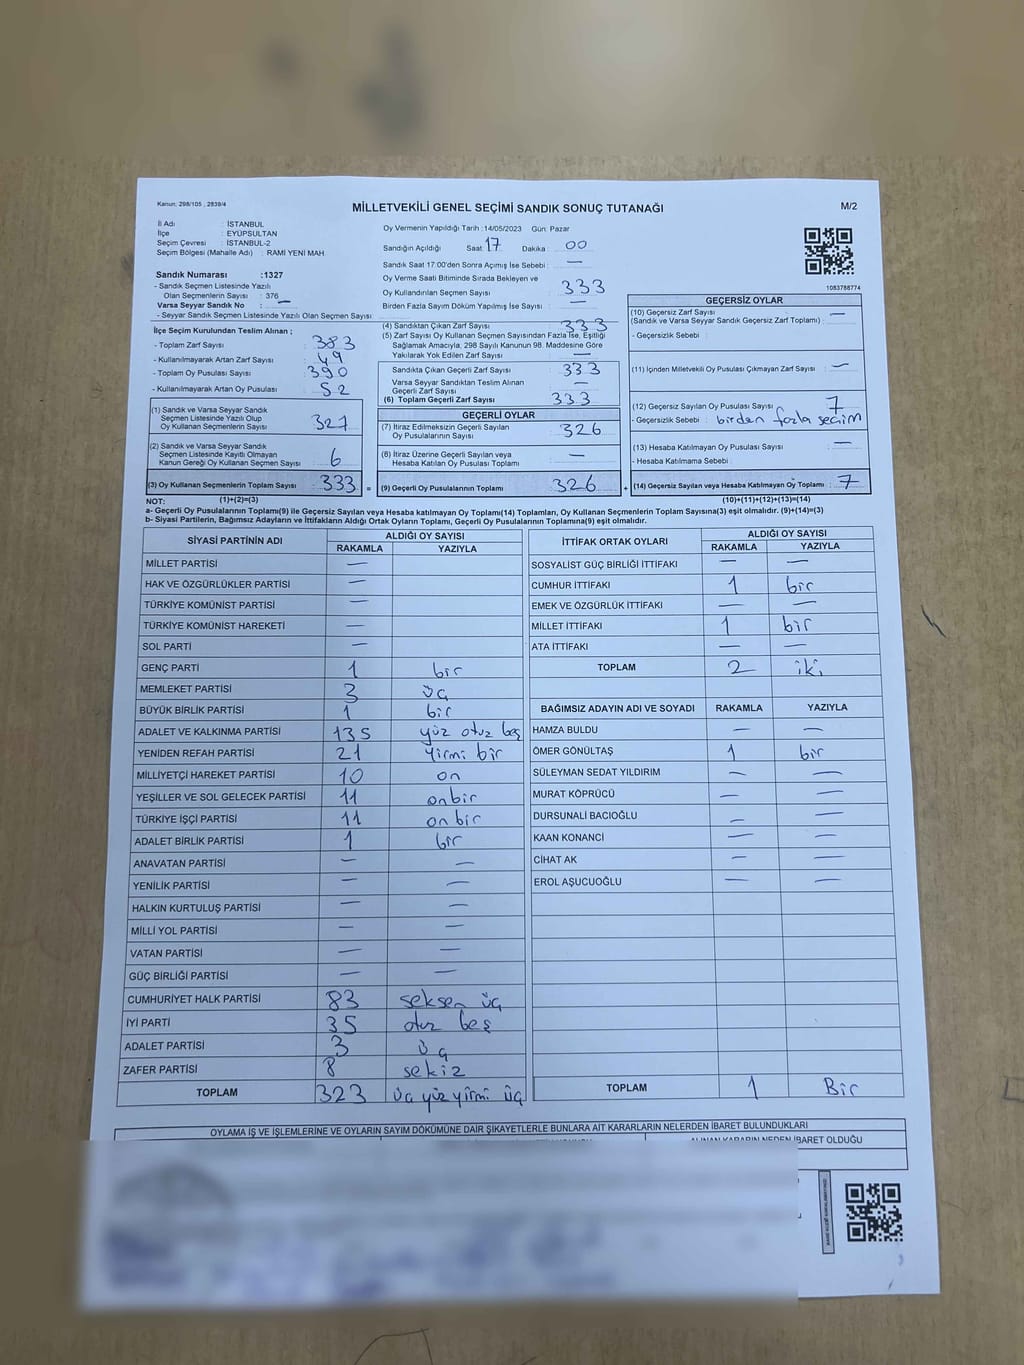 Kanun; 298/105 , 2839/4
MİLLETVEKİLİ GENEL SEÇİMİ SANDIK SONUÇ TUTANAĞI
M/2
İl Adı : İSTANBUL
İlçe : EYÜPSULTAN
Seçim Çevresi : İSTANBUL-2
Seçim Bölgesi (Mahalle Adı) : RAMİ YENİ MAH
Sandık Numarası :1327
- Sandık Seçmen Listesinde Yazılı
Olan Seçmenlerin Sayısı : 376
Varsa Seyyar Sandık No : —
- Seyyar Sandık Seçmen Listesinde Yazılı Olan Seçmen Sayısı:
Oy Vermenin Yapıldığı Tarih :14/05/2023 Gün: Pazar
Sandığın Açıldığı Saat: 17 Dakika : 00
Sandık Saat 17:00'den Sonra Açılmış İse Sebebi : —
Oy Verme Saati Bitiminde Sırada Bekleyen ve
Oy Kullandırılan Seçmen Sayısı : 333
Birden Fazla Sayım Döküm Yapılmış İse Sayısı : —
1083788774
İlçe Seçim Kurulundan Teslim Alınan ;
- Toplam Zarf Sayısı : 383
- Kullanılmayarak Artan Zarf Sayısı : 49
- Toplam Oy Pusulası Sayısı : 390
- Kullanılmayarak Artan Oy Pusulası : 52
(1) Sandık ve Varsa Seyyar Sandık
Seçmen Listesinde Yazılı Olup
Oy Kullanan Seçmenlerin Sayısı : 327
(2) Sandık ve Varsa Seyyar Sandık
Seçmen Listesinde Kayıtlı Olmayan
Kanun Gereği Oy Kullanan Seçmen Sayısı : 6
(3) Oy Kullanan Seçmenlerin Toplam Sayısı : 333 =
(1)+(2)=(3)
(4) Sandıktan Çıkan Zarf Sayısı : 333
(5) Zarf Sayısı Oy Kullanan Seçmen Sayısından Fazla İse, Eşitliği
Sağlamak Amacıyla, 298 Sayılı Kanunun 98. Maddesine Göre
Yakılarak Yok Edilen Zarf Sayısı : —
Sandıkta Çıkan Geçerli Zarf Sayısı : 333
Varsa Seyyar Sandıktan Teslim Alınan
Geçerli Zarf Sayısı : —
(6) Toplam Geçerli Zarf Sayısı : 333
GEÇERLİ OYLAR
(7) İtiraz Edilmeksizin Geçerli Sayılan
Oy Pusulalarının Sayısı : 326
(8) İtiraz Üzerine Geçerli Sayılan veya
Hesaba Katılan Oy Pusulası Toplamı : —
(9) Geçerli Oy Pusulalarının Toplamı : 326 +
GEÇERSİZ OYLAR
(10) Geçersiz Zarf Sayısı : —
(Sandık ve Varsa Seyyar Sandık Geçersiz Zarf Toplamı) :
- Geçersizlik Sebebi :
(11) İçinden Milletvekili Oy Pusulası Çıkmayan Zarf Sayısı : —
(12) Geçersiz Sayılan Oy Pusulası Sayısı : 7
- Geçersizlik Sebebi : birden fazla seçim
(13) Hesaba Katılmayan Oy Pusulası Sayısı : —
- Hesaba Katılmama Sebebi :
(14) Geçersiz Sayılan veya Hesaba Katılmayan Oy Toplamı : 7
(10)+(11)+(12)+(13)=(14)
NOT:
a- Geçerli Oy Pusulalarının Toplamı(9) ile Geçersiz Sayılan veya Hesaba Katılmayan Oy Toplamı(14) Toplamları, Oy Kullanan Seçmenlerin Toplam Sayısına(3) eşit olmalıdır. (9)+(14)=(3)
b- Siyasi Partilerin, Bağımsız Adayların ve İttifakların Aldığı Ortak Oyların Toplamı, Geçerli Oy Pusulalarının Toplamına(9) eşit olmalıdır.
SİYASİ PARTİNİN ADI ALDIĞI OY SAYISI
RAKAMLA YAZIYLA
MİLLET PARTİSİ —
HAK VE ÖZGÜRLÜKLER PARTİSİ —
TÜRKİYE KOMÜNİST PARTİSİ —
TÜRKİYE KOMÜNİST HAREKETİ —
SOL PARTİ —
GENÇ PARTİ 1 bir
MEMLEKET PARTİSİ 3 üç
BÜYÜK BİRLİK PARTİSİ 1 bir
ADALET VE KALKINMA PARTİSİ 135 yüz otuz beş
YENİDEN REFAH PARTİSİ 21 yirmi bir
MİLLİYETÇİ HAREKET PARTİSİ 10 on
YEŞİLLER VE SOL GELECEK PARTİSİ 11 onbir
TÜRKİYE İŞÇİ PARTİSİ 11 on bir
ADALET BİRLİK PARTİSİ 1 bir
ANAVATAN PARTİSİ — —
YENİLİK PARTİSİ — —
HALKIN KURTULUŞ PARTİSİ — —
MİLLİ YOL PARTİSİ — —
VATAN PARTİSİ — —
GÜÇ BİRLİĞİ PARTİSİ — —
CUMHURİYET HALK PARTİSİ 83 seksen üç
İYİ PARTİ 35 otuz beş
ADALET PARTİSİ 3 üç
ZAFER PARTİSİ 8 sekiz
TOPLAM 323 üç yüz yirmi üç
İTTİFAK ORTAK OYLARI ALDIĞI OY SAYISI
RAKAMLA YAZIYLA
SOSYALİST GÜÇ BİRLİĞİ İTTİFAKI — —
CUMHUR İTTİFAKI 1 bir
EMEK VE ÖZGÜRLÜK İTTİFAKI — —
MİLLET İTTİFAKI 1 bir
ATA İTTİFAKI — —
TOPLAM 2 iki
BAĞIMSIZ ADAYIN ADI VE SOYADI RAKAMLA YAZIYLA
HAMZA BULDU — —
ÖMER GÖNÜLTAŞ 1 bir
SÜLEYMAN SEDAT YILDIRIM — —
MURAT KÖPRÜCÜ — —
DURSUNALİ BACIOĞLU — —
KAAN KONANCİ — —
CİHAT AK — —
EROL AŞUCUOĞLU — —
TOPLAM 1 Bir
OYLAMA İŞ VE İŞLEMLERİNE VE OYLARIN SAYIM DÖKÜMÜNE DAİR ŞİKAYETLERLE BUNLARA AİT KARARLARIN NELERDEN İBARET BULUNDUKLARI
ALINAN KARARIN NEDEN İBARET OLDUĞU